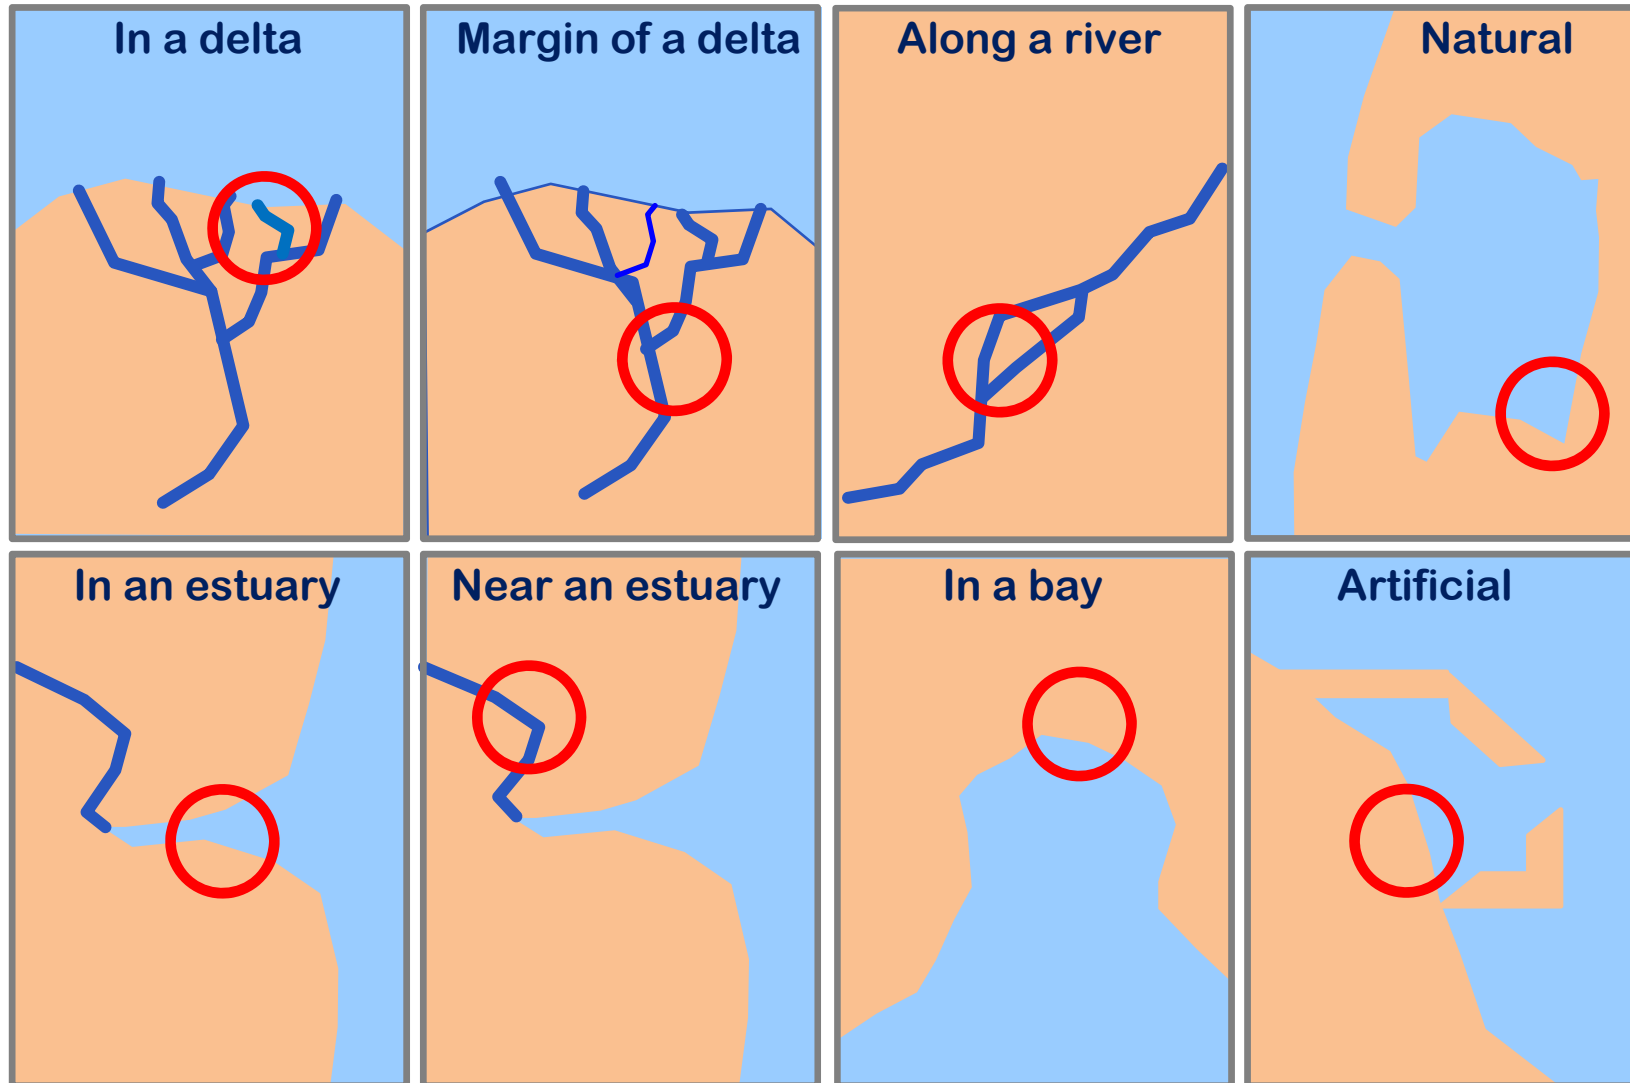 In a delta
Margin of a delta
Along a river
Natural
In an estuary
Near an estuary
In a bay
Artificial